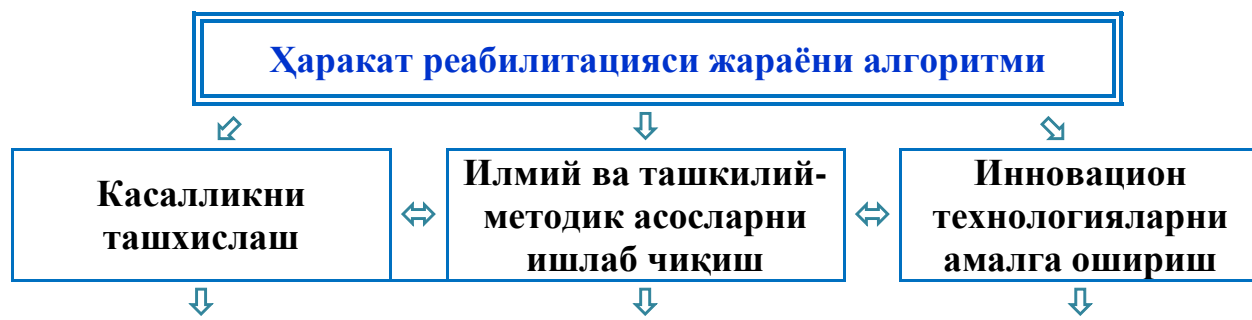 Ҳаракат реабилитацияси жараёни алгоритми
Касалликни
ташхислаш
Илмий ва ташкилий-
методик асосларни
ишлаб чиқиш
Инновацион
технологияларни
амалга ошириш